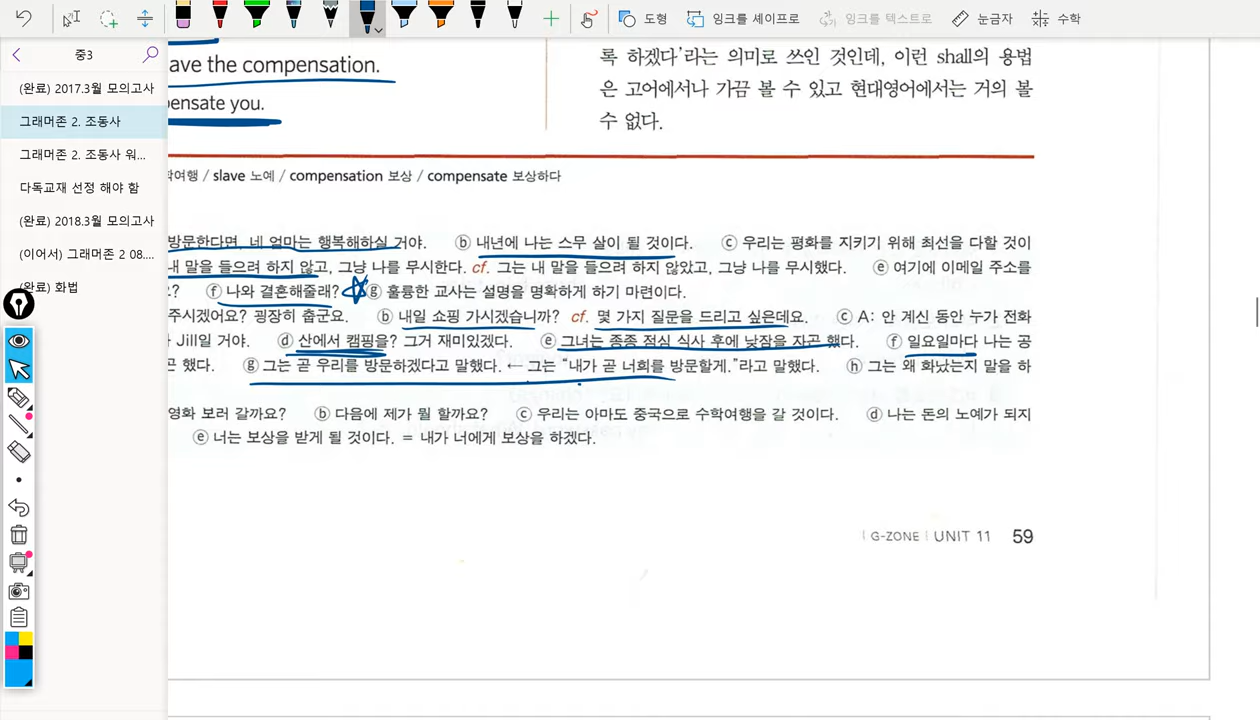 도형
잉크를 셰이프로
잉크를 텍스트로
눈금자
수학
중3
(완료) 2017.3월 모의고사
그래머존 2. 조동사
그래머존 2. 조동사 워...
다독교재 선정 해야 함
(완료) 2018.3월 모의고사
(이어서) 그래머존 2 08....
(완료) 화법
ave the compensation.
pensate you.
록 하겠다’라는 의미로 쓰인 것인데, 이런 shall의 용법
은 고어에서나 가끔 볼 수 있고 현대영어에서는 거의 볼
수 없다.
학여행 / slave 노예 / compensation 보상 / compensate 보상하다
방문한다면, 네 엄마는 행복해하실 거야. ⓑ 내년에 나는 스무 살이 될 것이다. ⓒ 우리는 평화를 지키기 위해 최선을 다할 것이
내 말을 들으려 하지 않고, 그냥 나를 무시한다. cf. 그는 내 말을 들으려 하지 않았고, 그냥 나를 무시했다. ⓔ 여기에 이메일 주소를
요? ⓕ 나와 결혼해줄래? ⓖ 훌륭한 교사는 설명을 명확하게 하기 마련이다.
주시겠어요? 굉장히 춥군요. ⓑ 내일 쇼핑 가시겠습니까? cf. 몇 가지 질문을 드리고 싶은데요. ⓒ A: 안 계신 동안 누가 전화
Jill일 거야. ⓓ 산에서 캠핑을? 그거 재미있겠다. ⓔ 그녀는 종종 점심 식사 후에 낮잠을 자곤 했다. ⓕ 일요일마다 나는 공
곤 했다. ⓖ 그는 곧 우리를 방문하겠다고 말했다. ← 그는 “내가 곧 너희를 방문할게.”라고 말했다. ⓗ 그는 왜 화났는지 말을 하
영화 보러 갈까요? ⓑ 다음에 제가 뭘 할까요? ⓒ 우리는 아마도 중국으로 수학여행을 갈 것이다. ⓓ 나는 돈의 노예가 되지
ⓔ 너는 보상을 받게 될 것이다. = 내가 너에게 보상을 하겠다.
G-ZONE UNIT 11 59